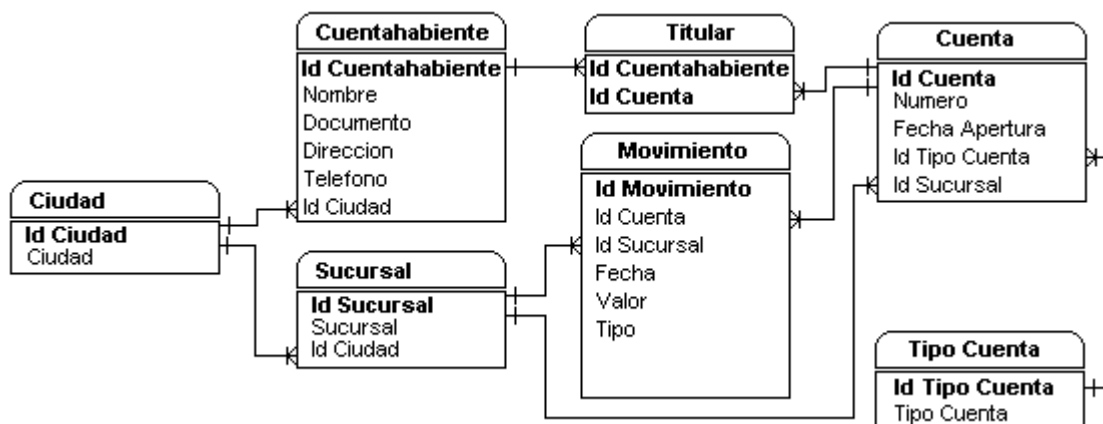 Cuentahabiente
Id Cuentahabiente
Nombre
Documento
Direccion
Telefono
Id Ciudad
Titular
Id Cuentahabiente
Id Cuenta
Cuenta
Id Cuenta
Numero
Fecha Apertura
Id Tipo Cuenta
Id Sucursal
Movimiento
Id Movimiento
Id Cuenta
Id Sucursal
Fecha
Valor
Tipo
Ciudad
Id Ciudad
Ciudad
Sucursal
Id Sucursal
Sucursal
Id Ciudad
Tipo Cuenta
Id Tipo Cuenta
Tipo Cuenta